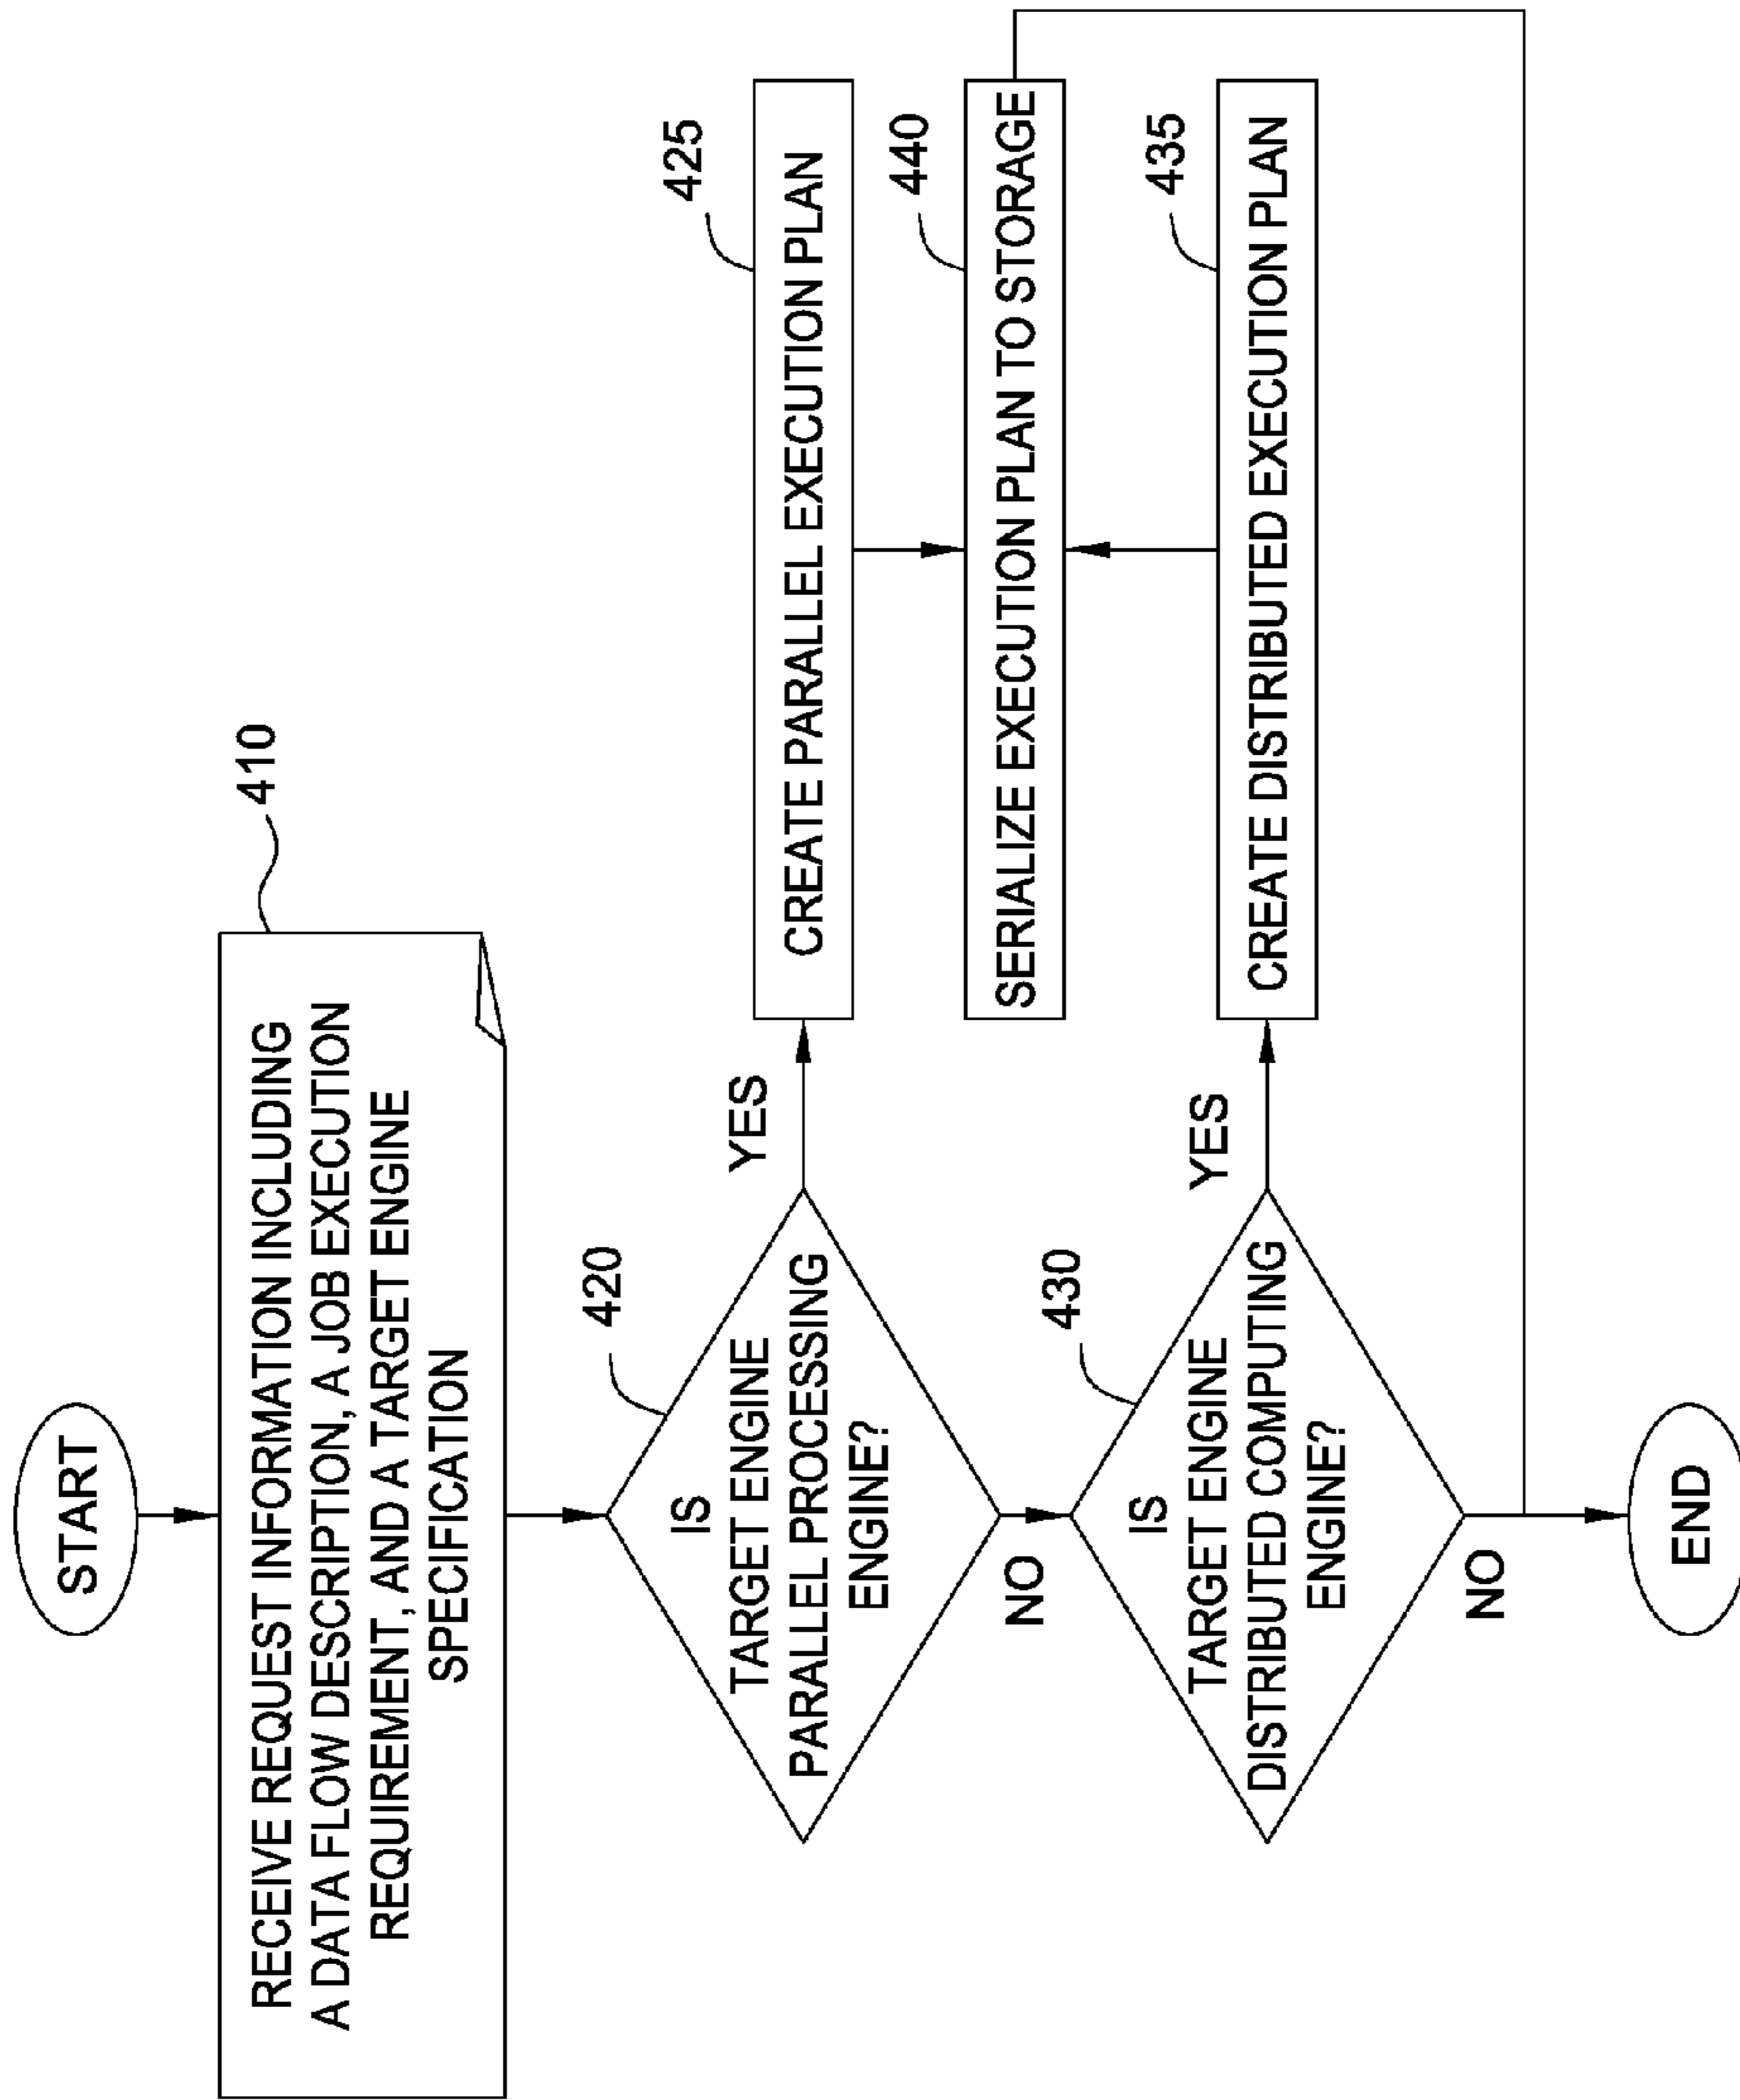 START
410
RECEIVE REQUEST INFORMATION INCLUDING
A DATA FLOW DESCRIPTION, A JOB EXECUTION
REQUIREMENT, AND A TARGET ENGINE
SPECIFICATION
420
IS
TARGET ENGINE
PARALLEL PROCESSING
ENGINE?
YES
425
CREATE PARALLEL EXECUTION PLAN
440
SERIALIZE EXECUTION PLAN TO STORAGE
NO
430
IS
TARGET ENGINE
DISTRIBUTED COMPUTING
ENGINE?
YES
435
CREATE DISTRIBUTED EXECUTION PLAN
NO
END